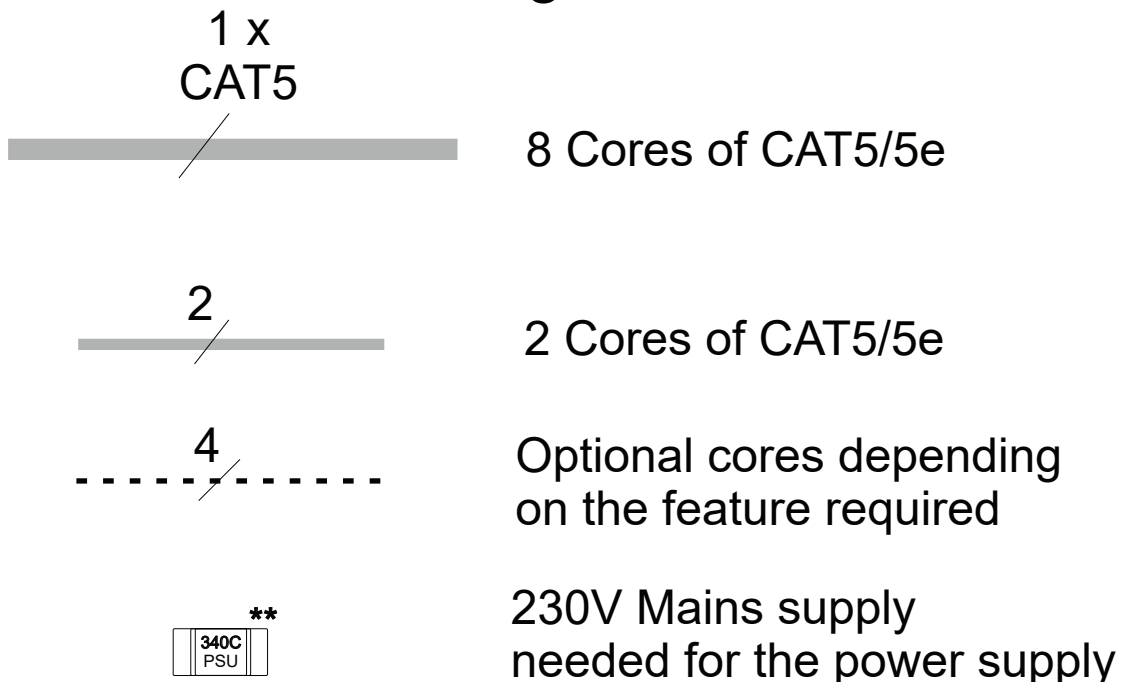 1 x
CAT5
8 Cores of CAT5/5e
2
2 Cores of CAT5/5e
4
Optional cores depending
on the feature required
**
340C
PSU
230V Mains supply
needed for the power supply